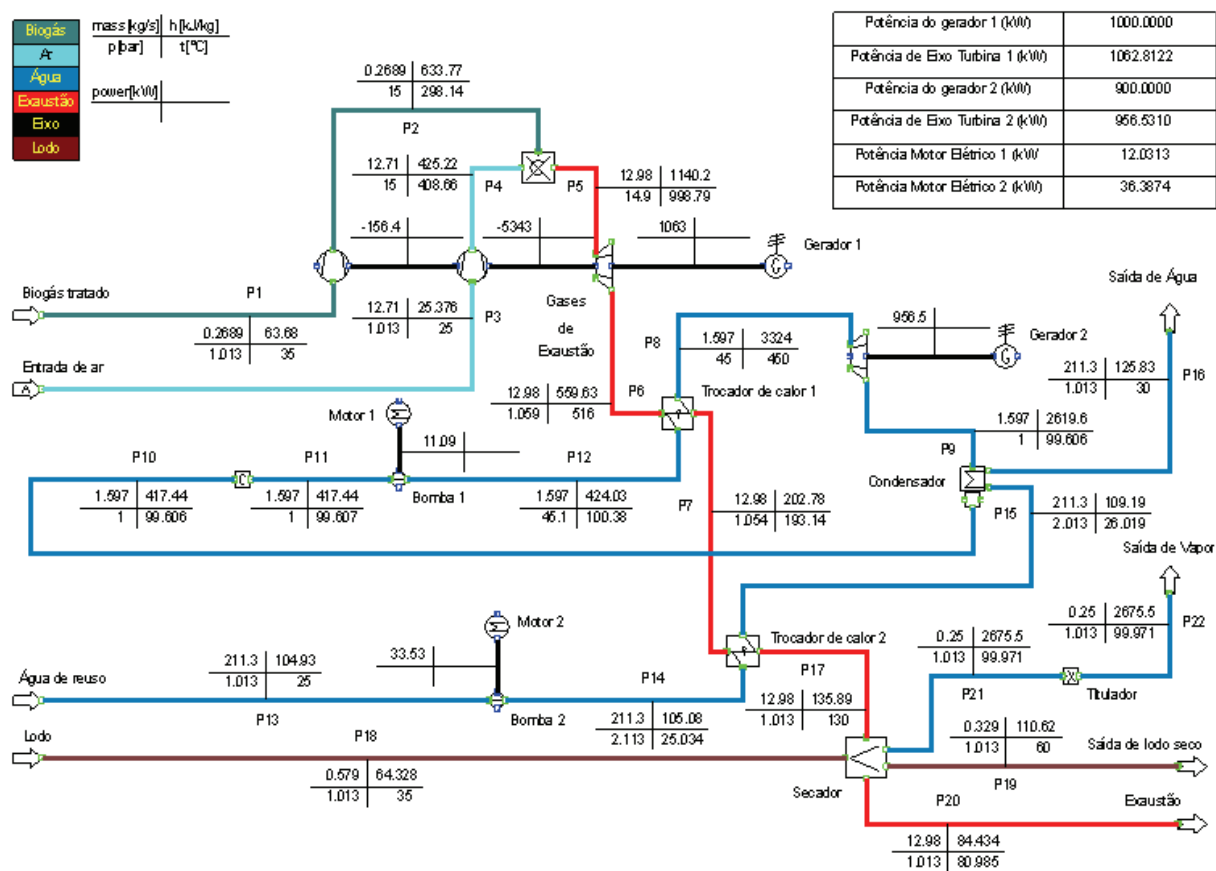 Biogás
Ar
Água
Exaustão
Eixo
Lodo
mass[kg/s] h[kJ/kg]
p[bar] t[°C]
power[kW]
Potência do gerador 1 (kW) 1000.0000
Potência de Eixo Turbina 1 (kW) 1062.8122
Potência do gerador 2 (kW) 900.0000
Potência de Eixo Turbina 2 (kW) 956.5310
Potência Motor Elétrico 1 (kW 12.0313
Potência Motor Elétrico 2 (kW) 36.3874
0.2689 633.77
15 298.14
P2
12.71 425.22
15 408.66
P4
P5
12.98 1140.2
14.9 998.79
-156.4
-5343
1063
Gerador 1
Biogás tratado
P1
0.2689 63.68
1.013 35
12.71 25.376
1.013 25
P3
Gases
de
Exaustão
Entrada de ar
A
P8
1.597 3324
45 450
956.5
G
Gerador 2
G
Saída de Água
211.3 125.83
1.013 30
P16
12.98 559.63
1.059 516
P6
Trocador de calor 1
Motor 1
11.09
1.597 2619.6
1 99.606
P9
Condensador
P10
C
P11
Bomba 1
P12
1.597 417.44
1 99.606
1.597 417.44
1 99.607
1.597 424.03
45.1 100.38
P7
12.98 202.78
1.054 193.14
P15
211.3 109.19
2.013 26.019
Saída de Vapor
0.25 2675.5
1.013 99.971
P22
Motor 2
33.53
Trocador de calor 2
Água de reuso
211.3 104.93
1.013 25
P13
Bomba 2
P14
211.3 105.08
2.113 25.034
P17
12.98 135.89
1.013 130
0.25 2675.5
1.013 99.971
P21
X
Titulador
Lodo
P18
0.579 64.328
1.013 35
Secador
0.329 110.62
1.013 60
P19
Saída de lodo seco
P20
Exaustão
12.98 84.434
1.013 80.985